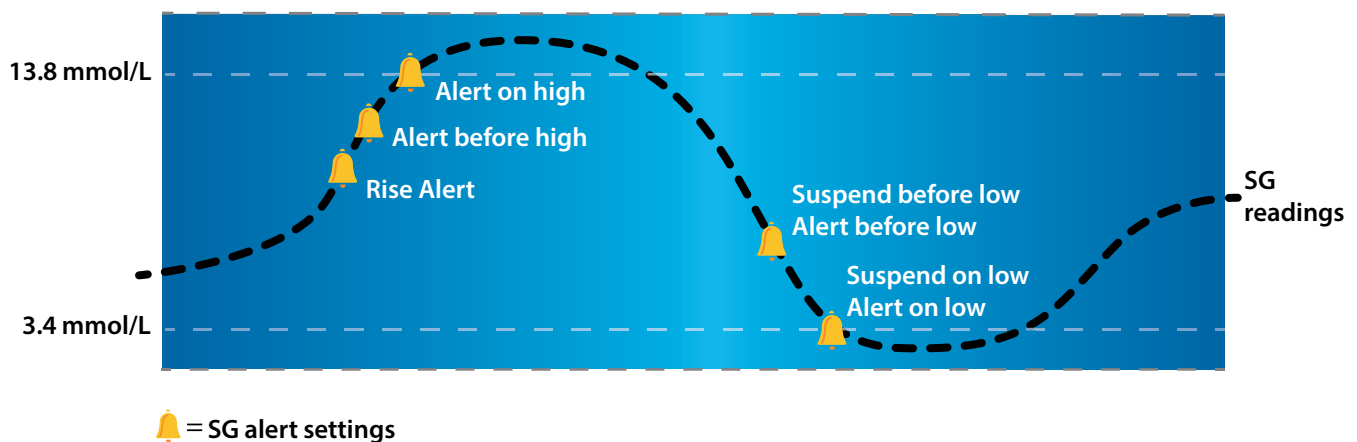 13.8 mmol/L
Alert on high
Alert before high
Rise Alert
Suspend before low
Alert before low
SG
readings
Suspend on low
Alert on low
3.4 mmol/L
= SG alert settings